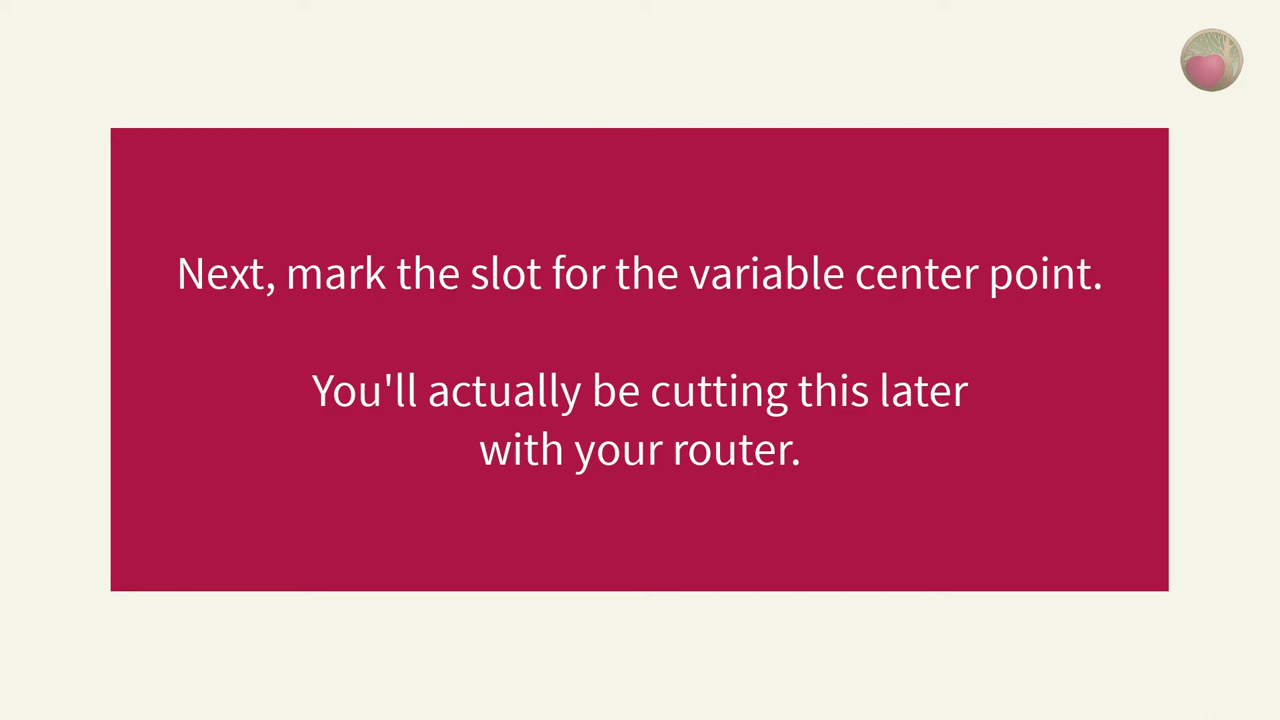 Next, mark the slot for the variable center point.
You'll actually be cutting this later
with your router.